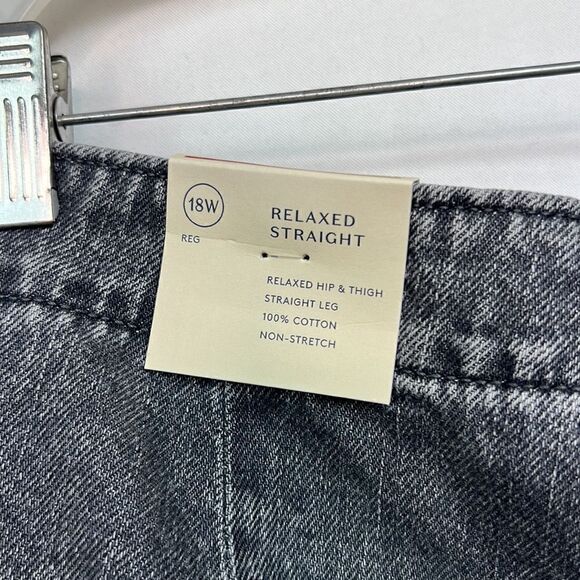 18W
REG
RELAXED
STRAIGHT
RELAXED HIP & THIGH
STRAIGHT LEG
100% COTTON
NON-STRETCH